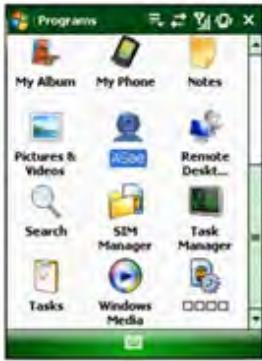 Programs
My Album
My Phone
Notes
Pictures &
Videos
Remote
Deskt...
Search
SIM
Manager
Task
Manager
Tasks
Windows
Media
□□□□